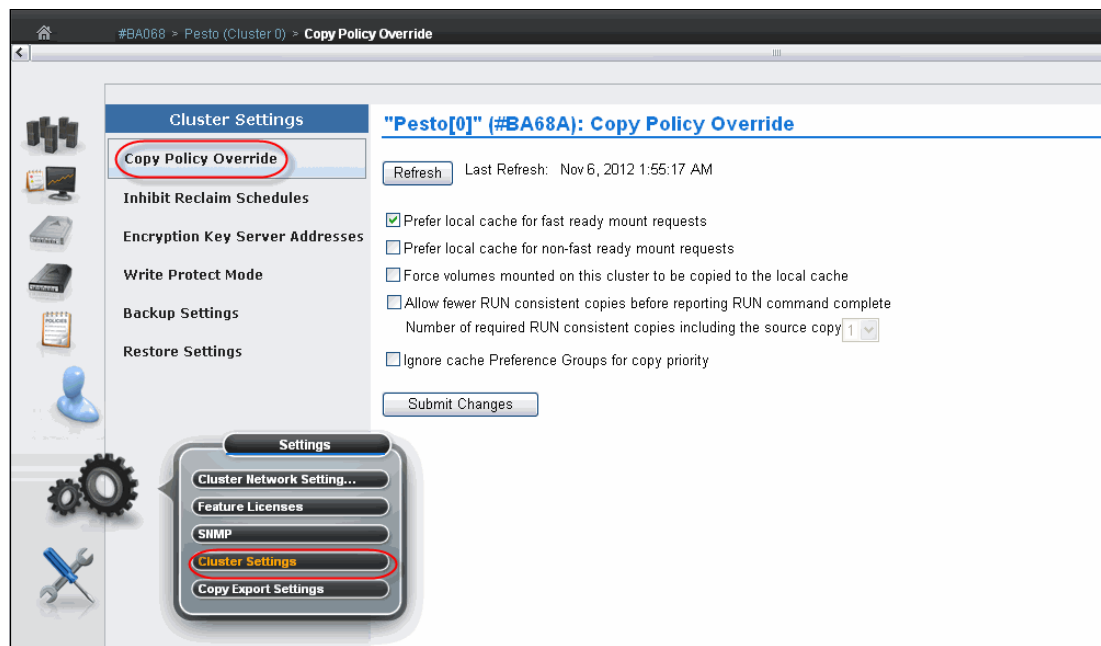 #BA068 > Pesto (Cluster 0) > Copy Policy Override
Cluster Settings
Copy Policy Override
Inhibit Reclaim Schedules
Encryption Key Server Addresses
Write Protect Mode
Backup Settings
Restore Settings
"Pesto[0]" (#BA68A): Copy Policy Override
Refresh Last Refresh: Nov 6, 2012 1:55:17 AM
Prefer local cache for fast ready mount requests
Prefer local cache for non-fast ready mount requests
Force volumes mounted on this cluster to be copied to the local cache
Allow fewer RUN consistent copies before reporting RUN command complete
Number of required RUN consistent copies including the source copy 1
Ignore cache Preference Groups for copy priority
Submit Changes
Settings
Cluster Network Setting...
Feature Licenses
SNMP
Cluster Settings
Copy Export Settings
POLICIES